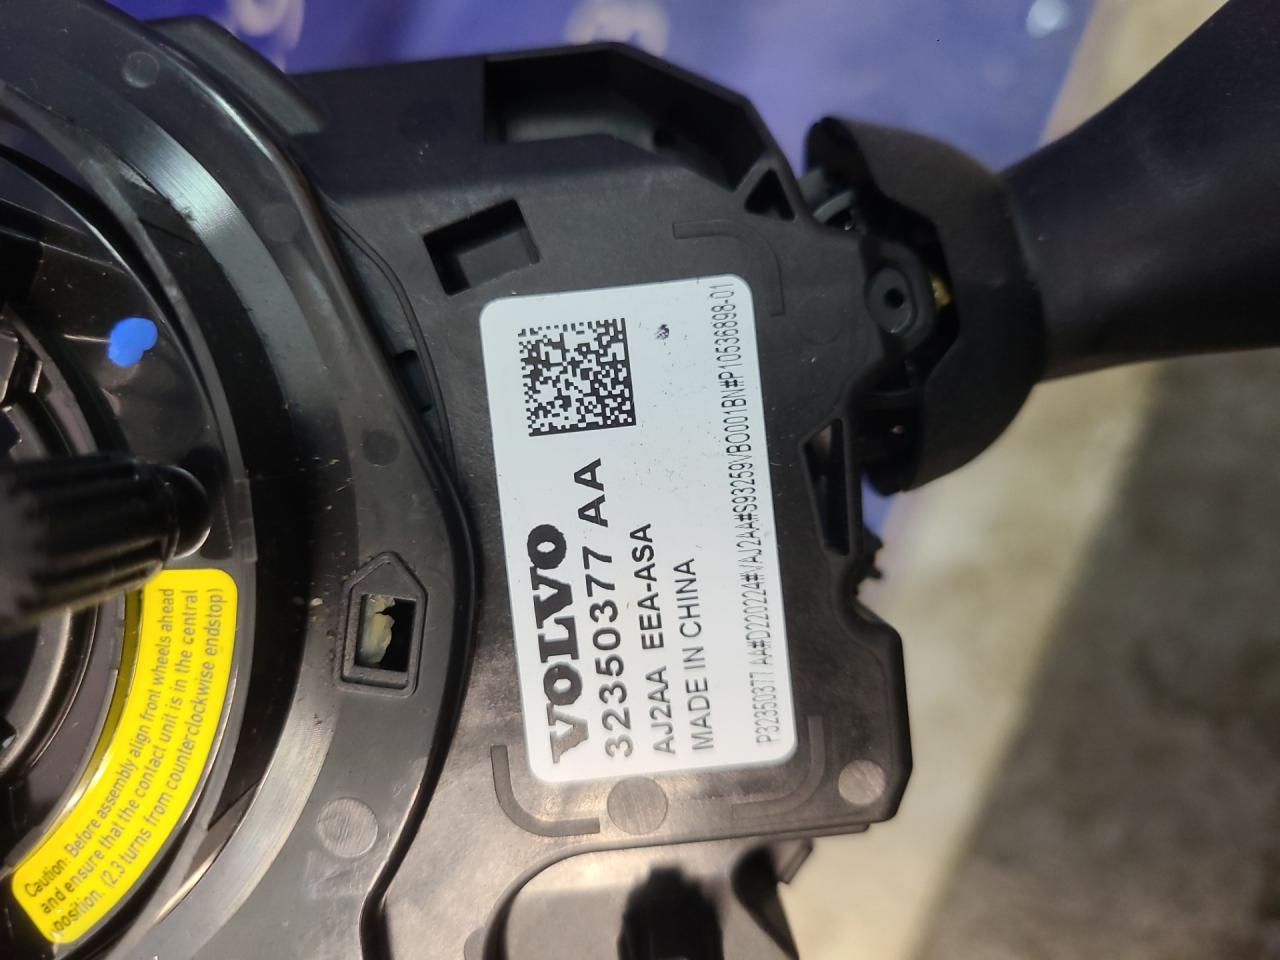 VOLVO
32350377 AA
AJ2AA EEA-ASA
MADE IN CHINA
P32350377 AA#D220224#VAJ2AA#S93259VBO001BN#P10536898-01
Caution: Before assembly align front wheels ahead
and ensure that the contact unit is in the central
position. (2.3 turns from counterclockwise endstop)